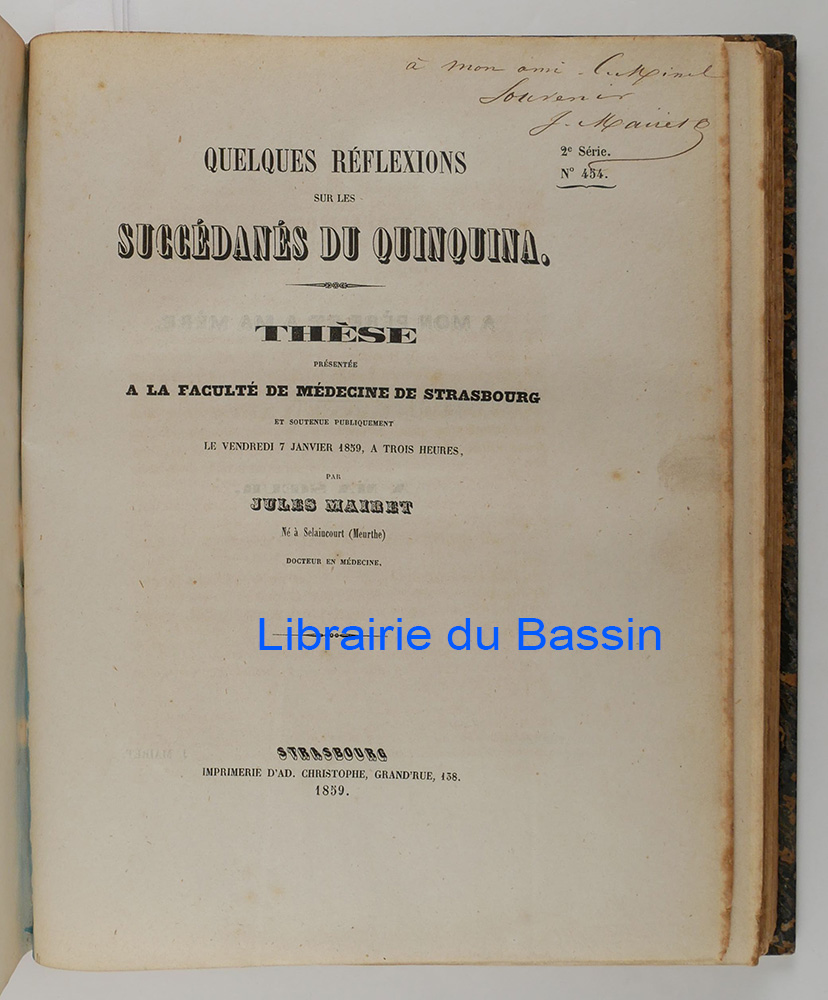 à mon ami
Souvenir
J. Mairet
2e Série.
No 454.
QUELQUES RÉFLEXIONS
SUR LES
SUCCÉDANÉS DU QUINQUINA.
THÈSE
PRÉSENTÉE
A LA FACULTÉ DE MÉDECINE DE STRASBOURG
ET SOUTENUE PUBLIQUEMENT
LE VENDREDI 7 JANVIER 1859, A TROIS HEURES,
PAR
JULES MAIRET
Né à Selaincourt (Meurthe)
DOCTEUR EN MÉDECINE,
Librairie du Bassin
STRASBOURG
IMPRIMERIE D'AD. CHRISTOPHE, GRAND'RUE, 138.
1859.